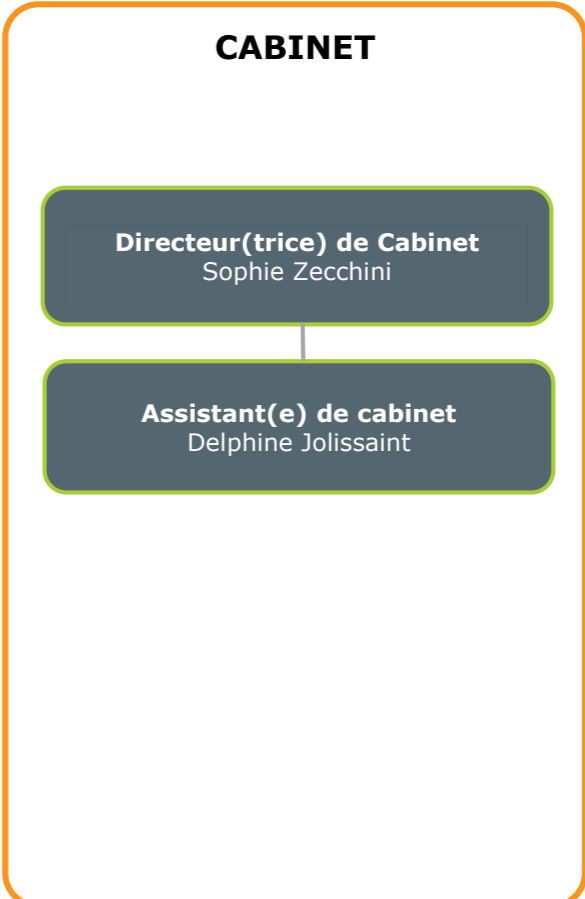 CABINET
Directeur(trice) de Cabinet
Sophie Zecchini
Assistant(e) de cabinet
Delphine Jolissaint